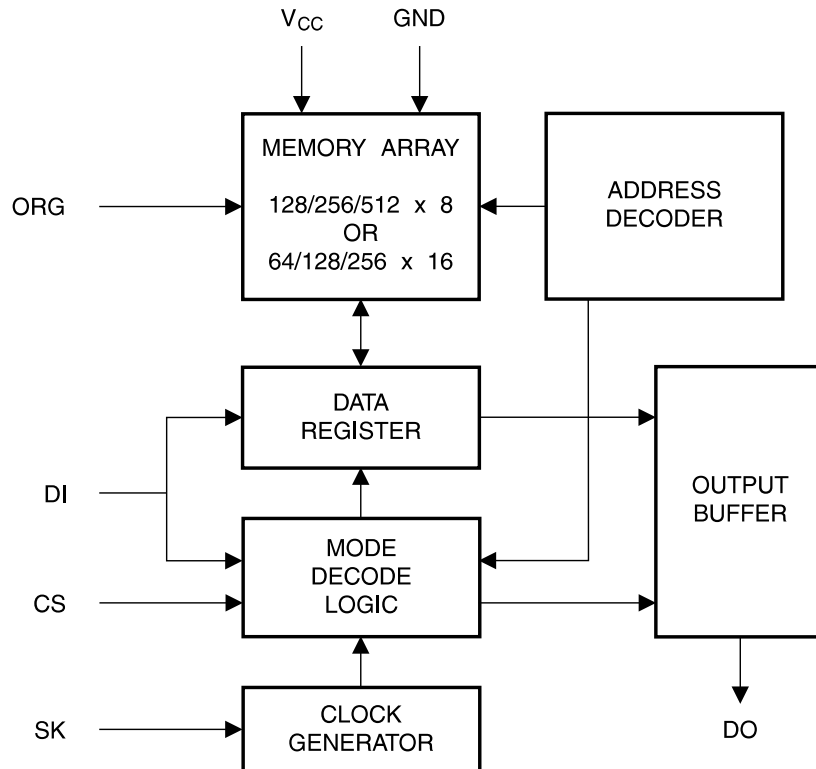 V_CC
GND
MEMORY ARRAY
128/256/512 x 8
OR
64/128/256 x 16
ADDRESS
DECODER
ORG
DATA
REGISTER
DI
OUTPUT
BUFFER
MODE
DECODE
LOGIC
CS
CLOCK
GENERATOR
SK
DO